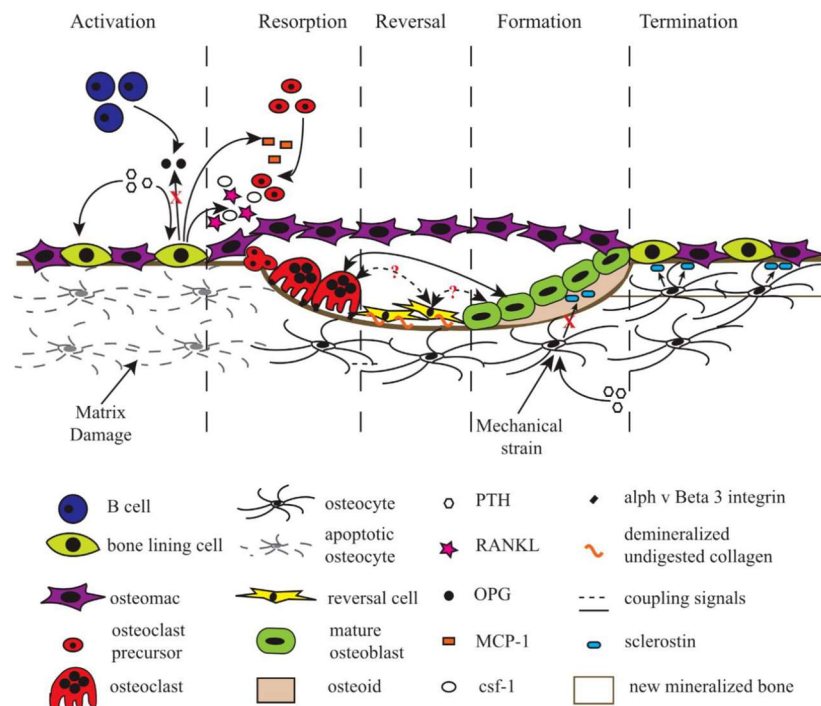 Activation
Resorption
Reversal
Formation
Termination
X
?
?
X
Matrix
Damage
Mechanical
strain
B cell
osteocyte
PTH
alph v Beta 3 integrin
bone lining cell
apoptotic
osteocyte
RANKL
demineralized
undigested collagen
osteomac
reversal cell
OPG
coupling signals
osteoclast
precursor
mature
osteoblast
MCP-1
sclerostin
osteoclast
osteoid
csf-1
new mineralized bone